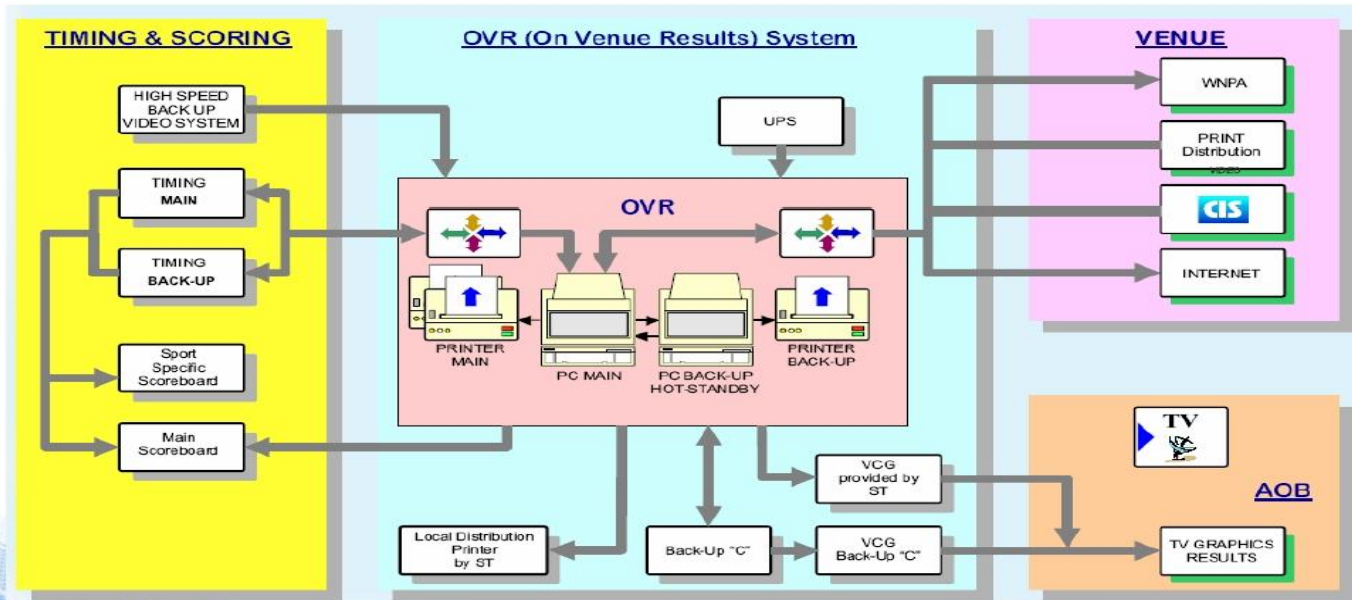 TIMING & SCORING
HIGH SPEED
BACK UP
VIDEO SYSTEM
TIMING
MAIN
TIMING
BACK-UP
Sport
Specific
Scoreboard
Main
Scoreboard
OVR (On Venue Results) System
UPS
OVR
PRINTER
MAIN
PC MAIN
PC BACK-UP
HOT-STANDBY
PRINTER
BACK-UP
Local Distribution
Printer
by ST
Back-Up "C"
VCG
provided by
ST
VCG
Back-Up "C"
VENUE
WNPA
PRINT
Distribution
VIDEO
CIS
INTERNET
TV
AOB
TV GRAPHICS
RESULTS